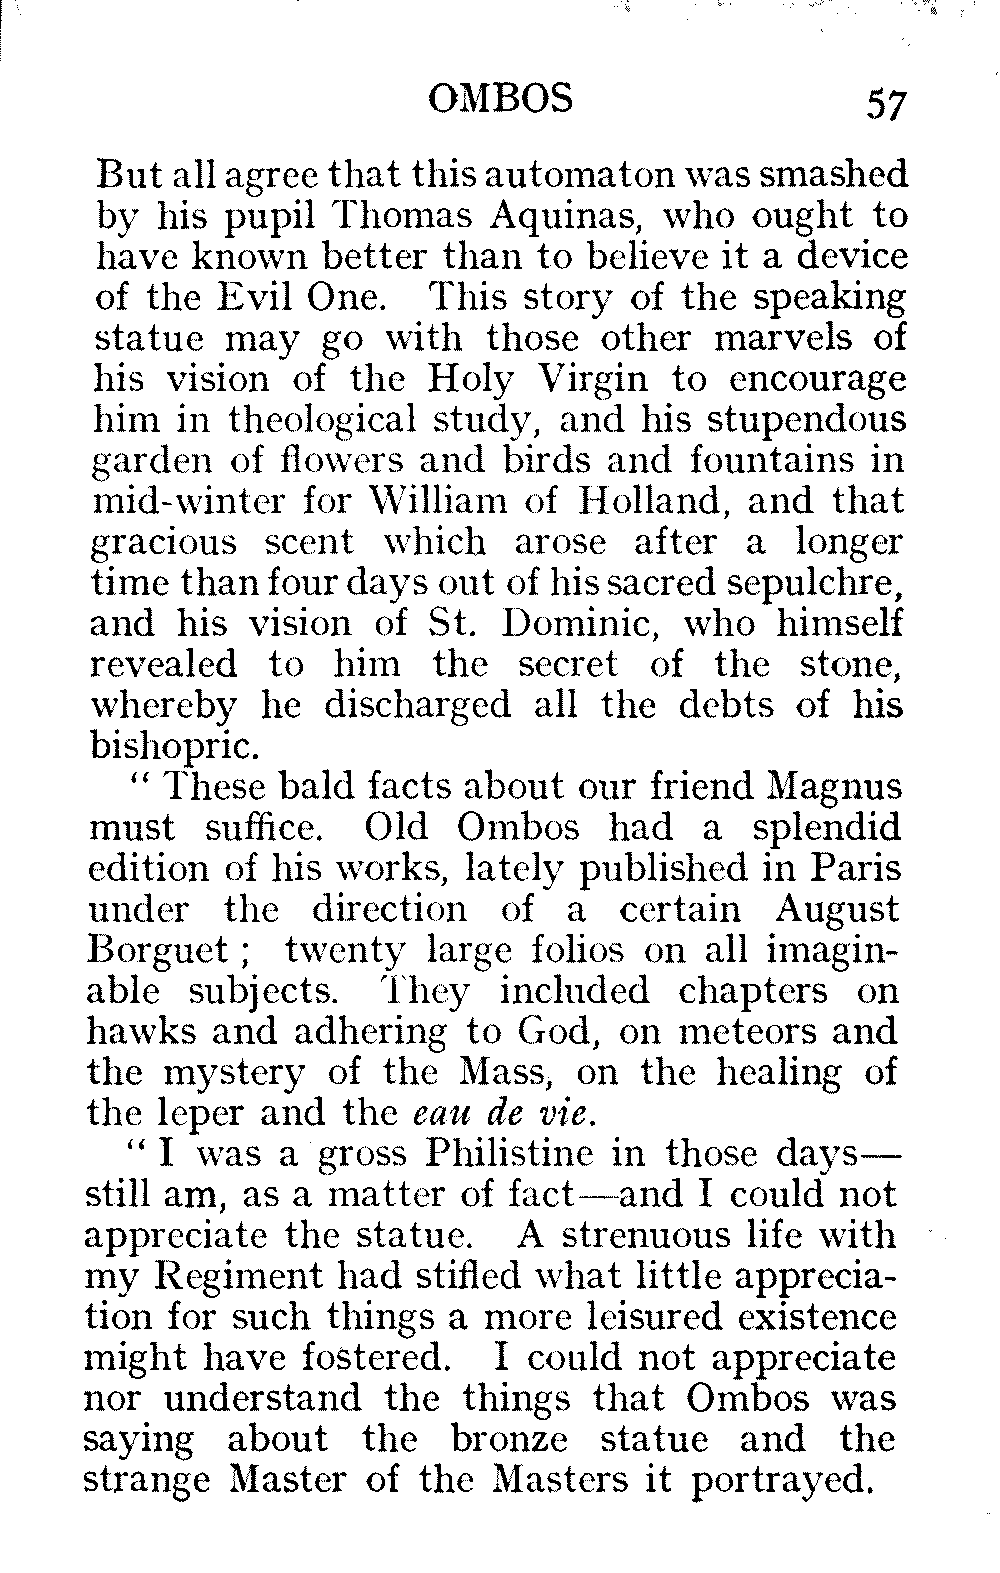 OMBOS 57
But all agree that this automaton was smashed
by his pupil Thomas Aquinas, who ought to
have known better than to believe it a device
of the Evil One. This story of the speaking
statue may go with those other marvels of
his vision of the Holy Virgin to encourage
him in theological study, and his stupendous
garden of flowers and birds and fountains in
mid-winter for William of Holland, and that
gracious scent which arose after a longer
time than four days out of his sacred sepulchre,
and his vision of St. Dominic, who himself
revealed to him the secret of the stone,
whereby he discharged all the debts of his
bishopric.
“ These bald facts about our friend Magnus
must suffice. Old Ombos had a splendid
edition of his works, lately published in Paris
under the direction of a certain August
Borguet ; twenty large folios on all imagin-
able subjects. They included chapters on
hawks and adhering to God, on meteors and
the mystery of the Mass, on the healing of
the leper and the eau de vie.
“ I was a gross Philistine in those days—
still am, as a matter of fact—and I could not
appreciate the statue. A strenuous life with
my Regiment had stifled what little apprecia-
tion for such things a more leisured existence
might have fostered. I could not appreciate
nor understand the things that Ombos was
saying about the bronze statue and the
strange Master of the Masters it portrayed.